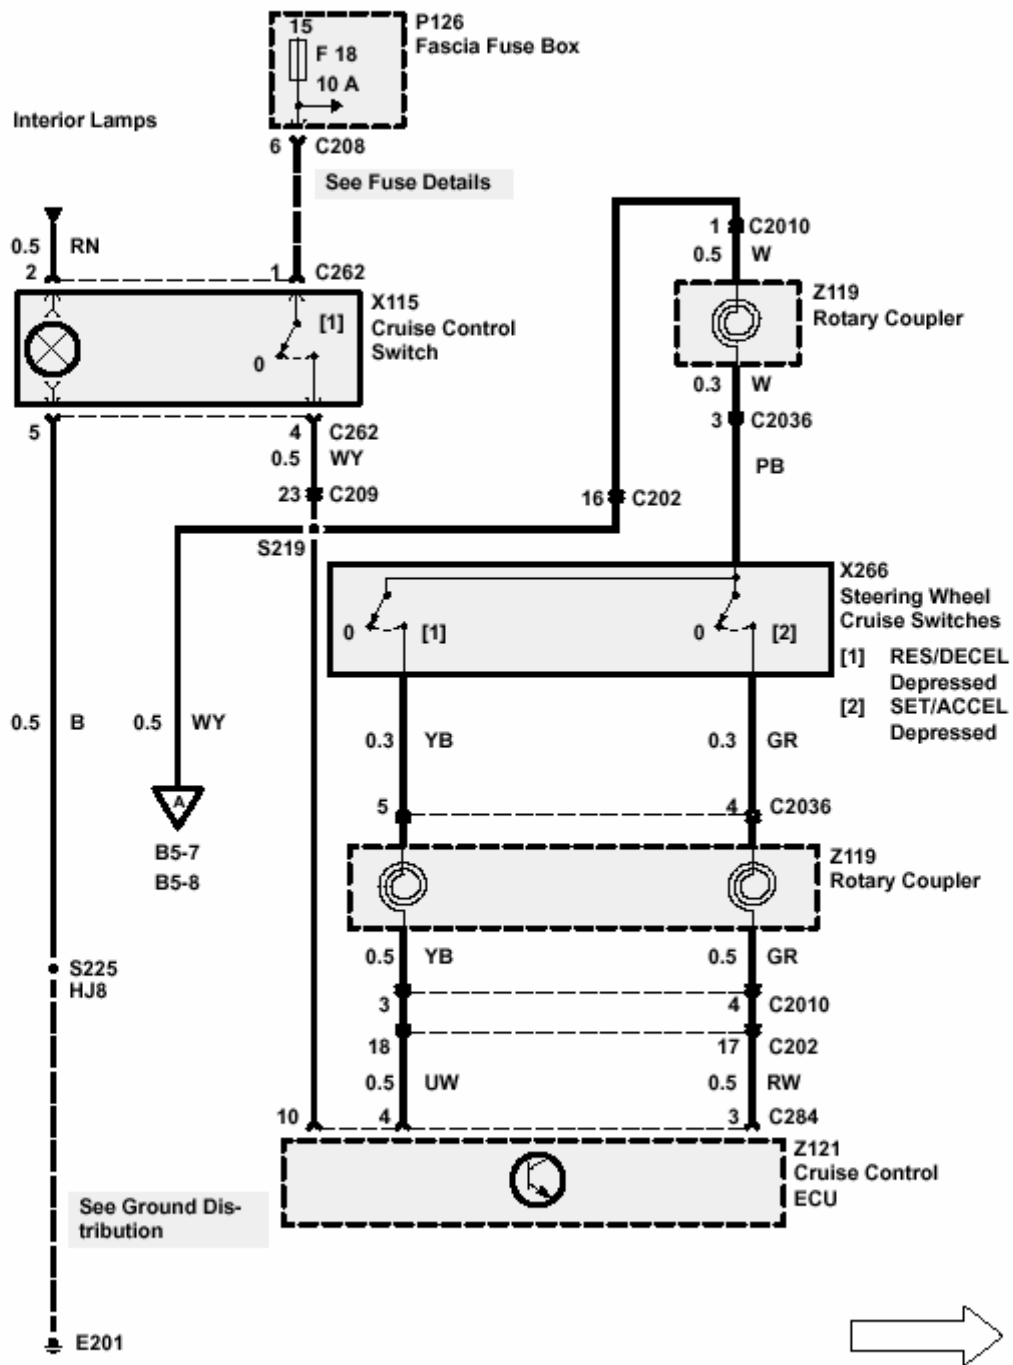 P126
Fascia Fuse Box
15
F 18
10 A
Interior Lamps
6
C208
See Fuse Details
0.5
RN
2
1
C262
1
C2010
0.5
W
X115
Cruise Control
Switch
[1]
0
Z119
Rotary Coupler
0.3
W
5
4
C262
0.5
WY
3
C2036
PB
23
C209
16
C202
S219
X266
Steering Wheel
Cruise Switches
0
[1]
0
[2]
[1]
RES/DECEL
Depressed
[2]
SET/ACCEL
Depressed
0.5
B
0.5
WY
0.3
YB
0.3
GR
A
B5-7
B5-8
5
4
C2036
Z119
Rotary Coupler
0.5
YB
0.5
GR
S225
HJ8
3
4
C2010
18
17
C202
0.5
UW
0.5
RW
10
4
3
C284
Z121
Cruise Control
ECU
See Ground Dis-
tribution
E201